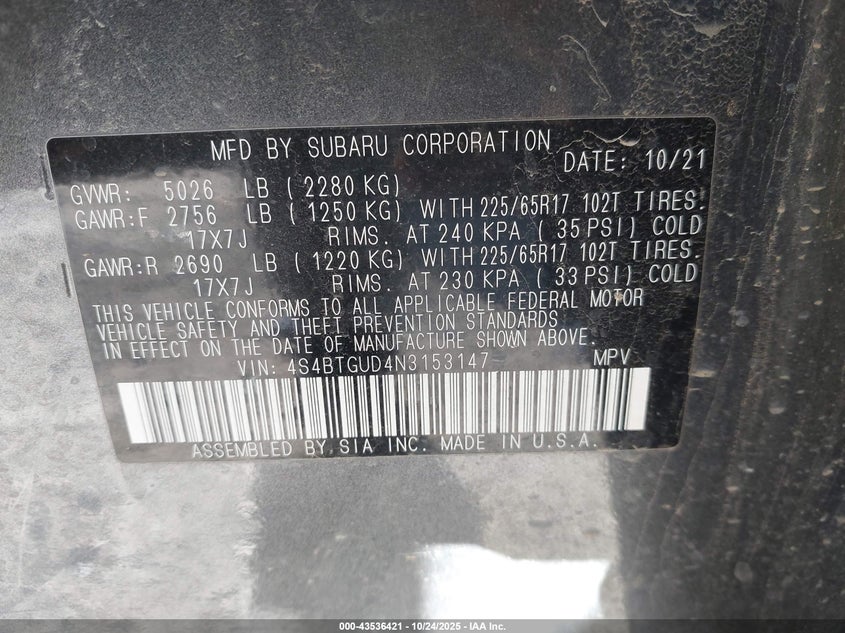 MFD BY SUBARU CORPORATION DATE: 10/21
GVWR: 5026 LB ( 2280 KG)
GAWR:F 2756 LB ( 1250 KG) WITH 225/65R17 102T TIRES.
17X7J RIMS. AT 240 KPA ( 35 PSI) COLD
GAWR:R 2690 LB ( 1220 KG) WITH 225/65R17 102T TIRES.
17X7J RIMS. AT 230 KPA ( 33 PSI) COLD
THIS VEHICLE CONFORMS TO ALL APPLICABLE FEDERAL MOTOR
VEHICLE SAFETY AND THEFT PREVENTION STANDARDS
IN EFFECT ON THE DATE OF MANUFACTURE SHOWN ABOVE.
VIN: 4S4BTGUD4N3153147 MPV
ASSEMBLED BY SIA INC. MADE IN U.S.A.
000-43536421 - 10/24/2025 - IAA Inc.